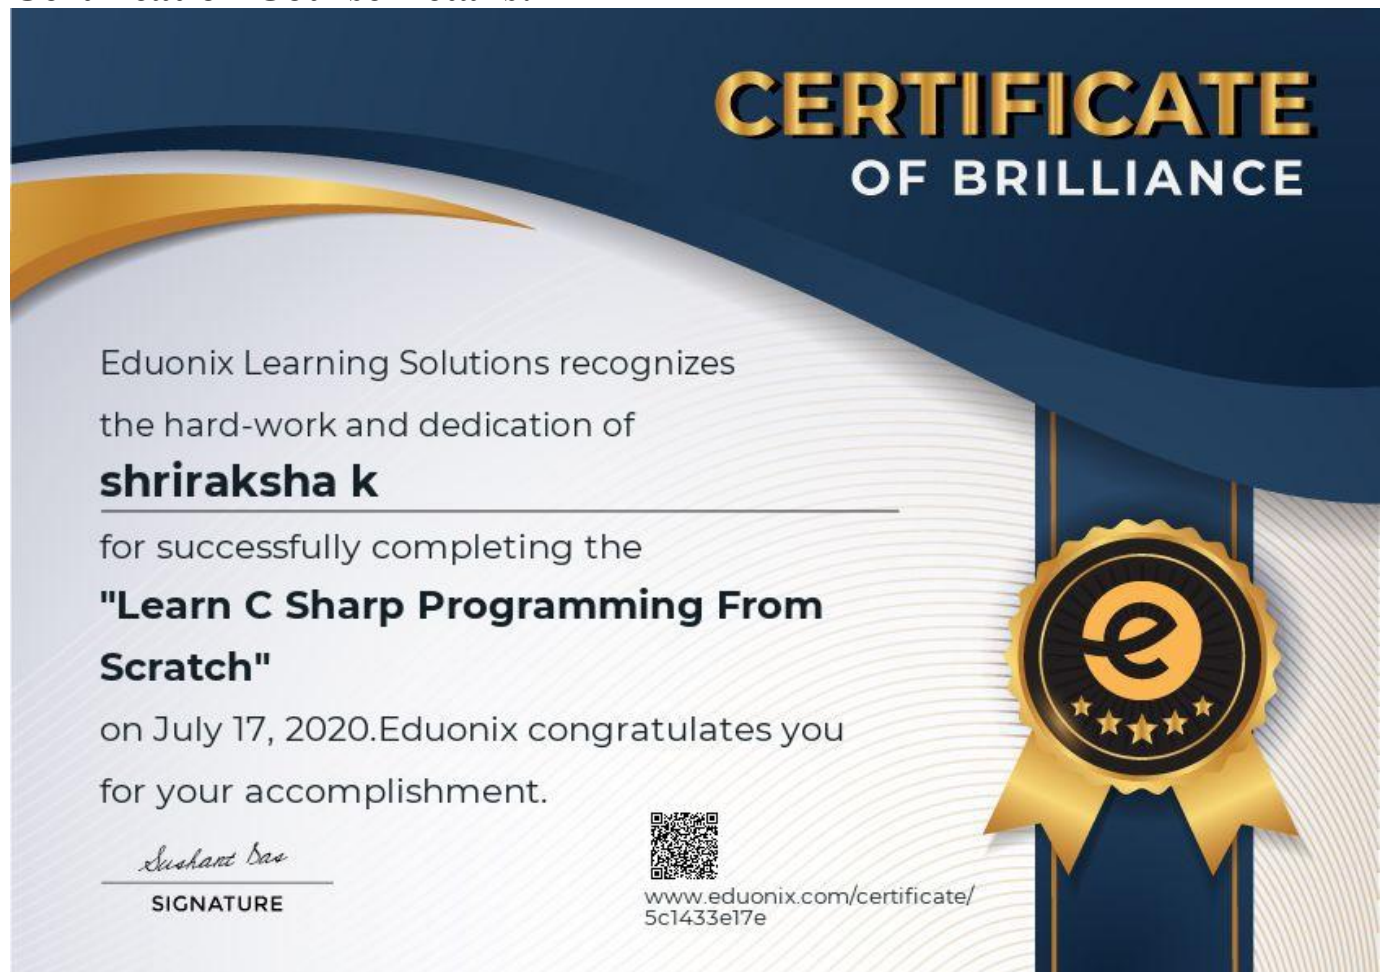 CERTIFICATE
OF BRILLIANCE
Eduonix Learning Solutions recognizes
the hard-work and dedication of
shriraksha k
for successfully completing the
"Learn C Sharp Programming From
Scratch"
on July 17, 2020.Eduonix congratulates you
for your accomplishment.
Sushant Das
SIGNATURE
www.eduonix.com/certificate/
5c1433e17e